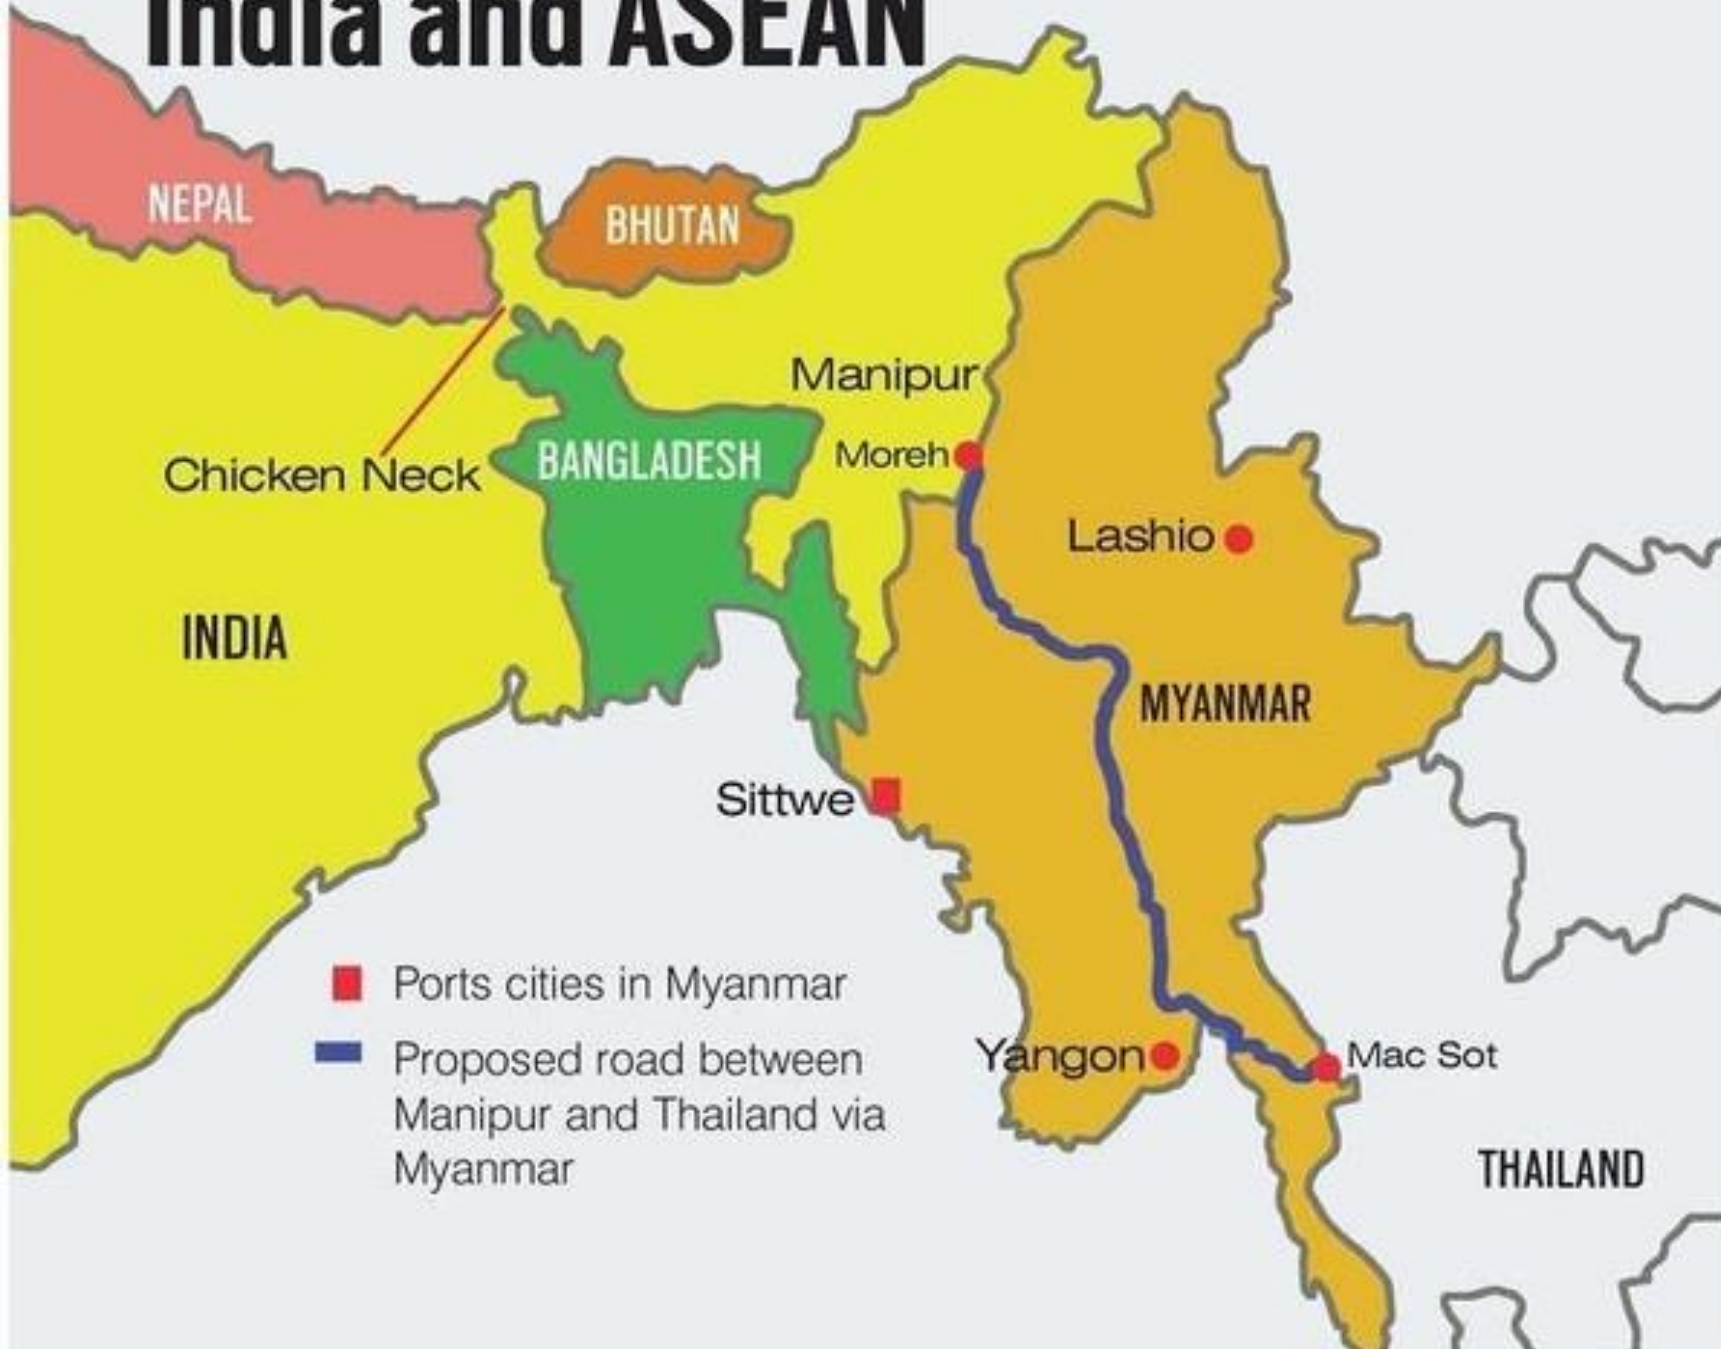 India and ASEAN
NEPAL
BHUTAN
Manipur
Moreh
BANGLADESH
Chicken Neck
Lashio
INDIA
MYANMAR
Sittwe
Ports cities in Myanmar
Proposed road between
Manipur and Thailand via
Myanmar
Yangon
Mac Sot
THAILAND